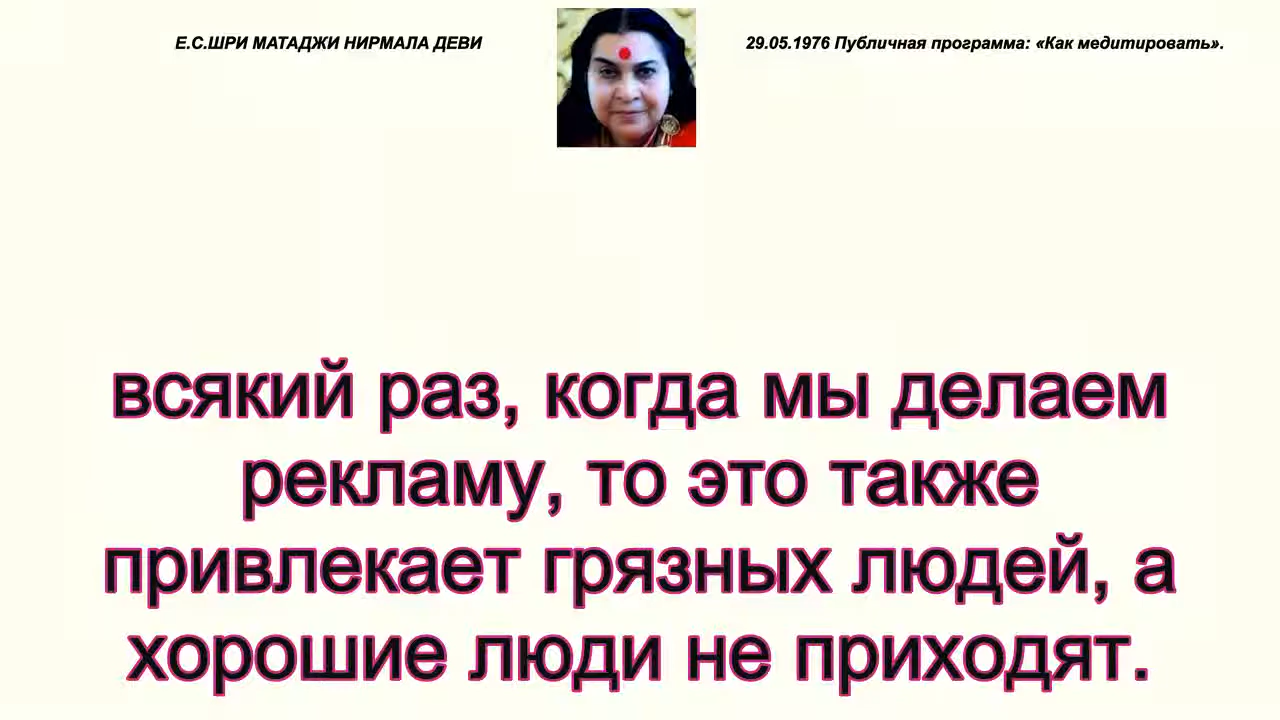 Е.С.ШРИ МАТАДЖИ НИРМАЛА ДЕВИ
29.05.1976 Публичная программа: «Как медитировать».
всякий раз, когда мы делаем
рекламу, то это также
привлекает грязных людей, а
хорошие люди не приходят.